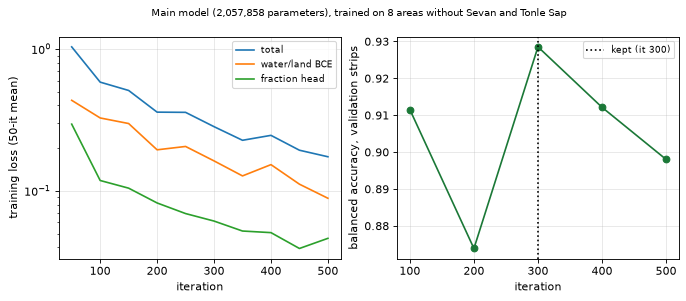 Main model (2,057,858 parameters), trained on 8 areas without Sevan and Tonle Sap
training loss (50-it mean)
10^0
10^-1
total
water/land BCE
fraction head
100 200 300 400 500
iteration
balanced accuracy, validation strips
0.93
0.92
0.91
0.90
0.89
0.88
kept (it 300)
100 200 300 400 500
iteration